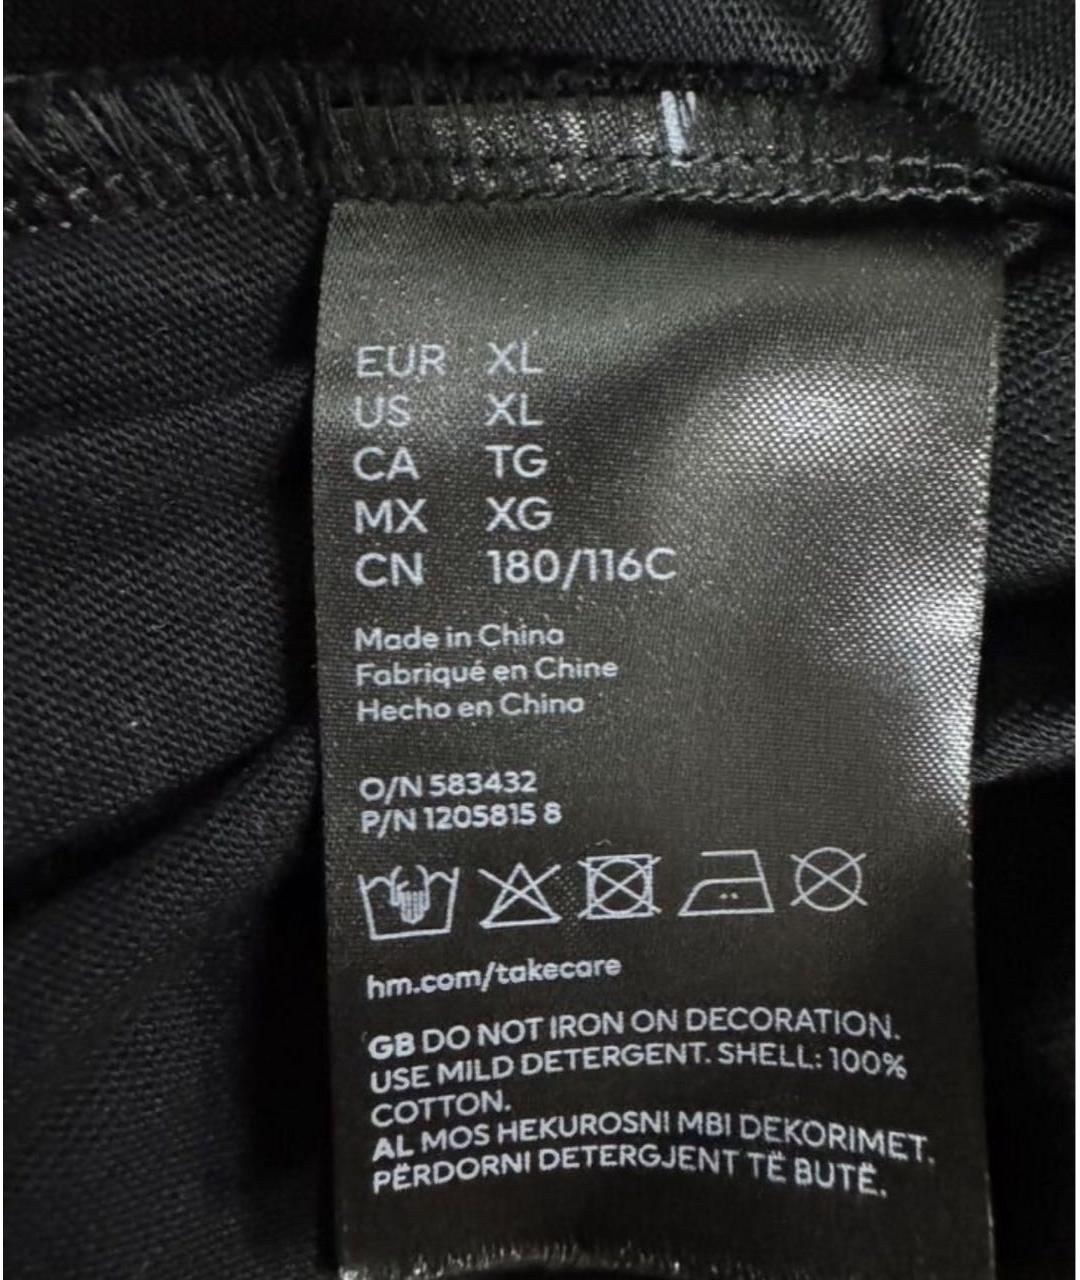 EUR XL
US XL
CA TG
MX XG
CN 180/116C
Made in China
Fabriqué en Chine
Hecho en China
O/N 583432
P/N 1205815 8
hm.com/takecare
GB DO NOT IRON ON DECORATION.
USE MILD DETERGENT. SHELL: 100%
COTTON.
AL MOS HEKUROSNI MBI DEKORIMET.
PËRDORNI DETERGJENT TË BUTË.